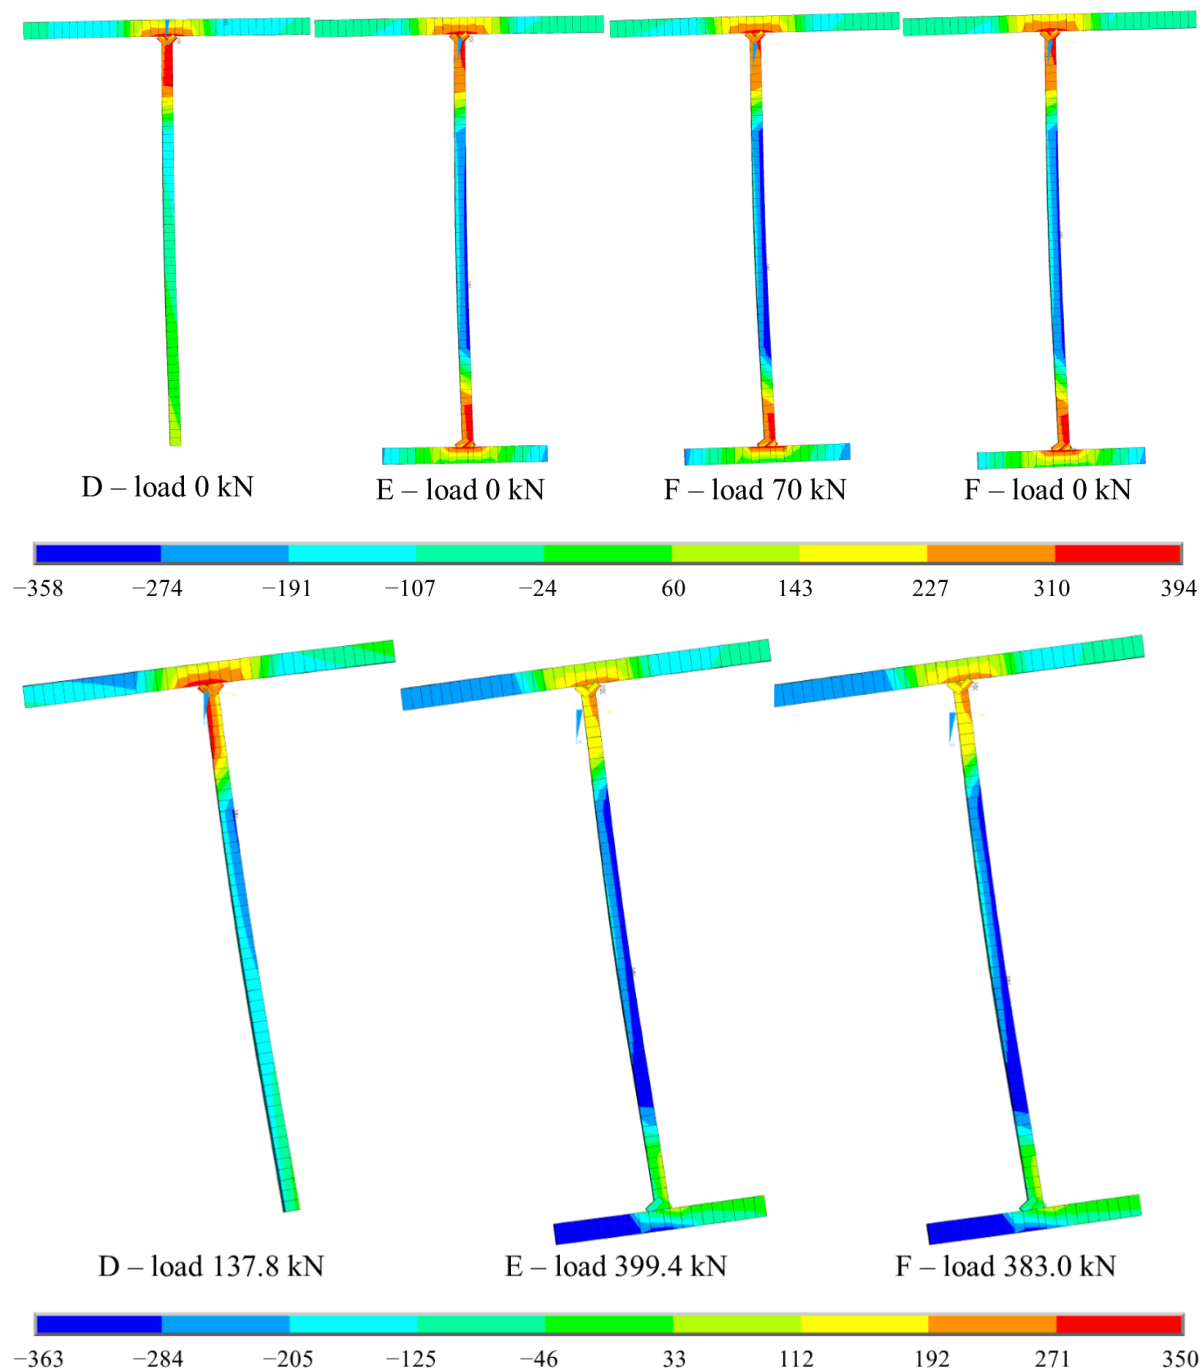 D – load 0 kN E – load 0 kN F – load 70 kN F – load 0 kN
−358 −274 −191 −107 −24 60 143 227 310 394
D – load 137.8 kN E – load 399.4 kN F – load 383.0 kN
−363 −284 −205 −125 −46 33 112 192 271 350